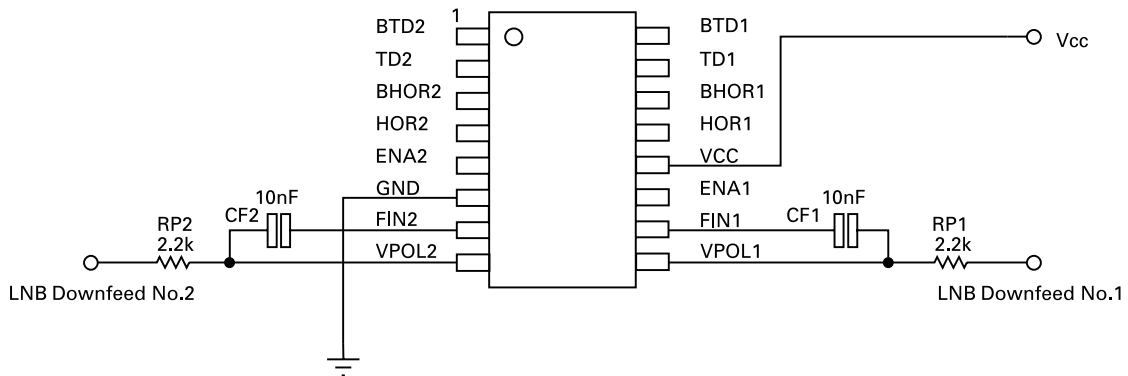 1
BTD2 BTD1
Vcc
TD2 TD1
BHOR2 BHOR1
HOR2 HOR1
ENA2 VCC
GND ENA1
10nF 10nF
CF2 FIN2 FIN1 CF1
RP2 RP1
2.2k 2.2k
VPOL2 VPOL1
LNB Downfeed No.2 LNB Downfeed No.1